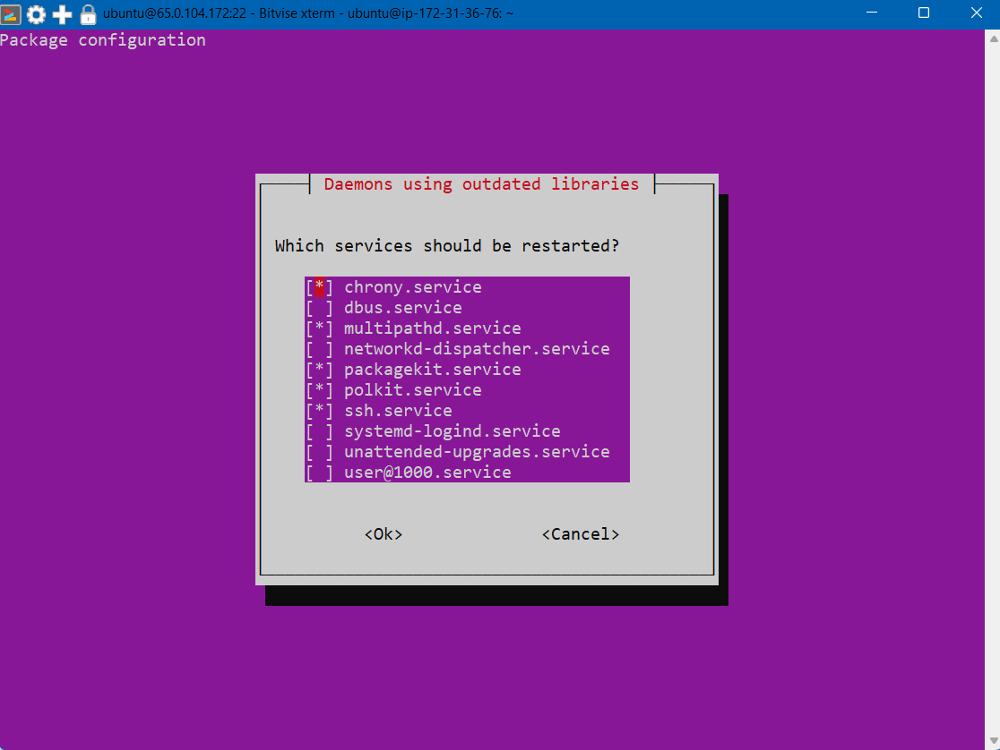 ubuntu@65.0.104.172:22 - Bitvise xterm - ubuntu@ip-172-31-36-76: ~
Package configuration
Daemons using outdated libraries
Which services should be restarted?
[*] chrony.service
[ ] dbus.service
[*] multipathd.service
[ ] networkd-dispatcher.service
[*] packagekit.service
[*] polkit.service
[*] ssh.service
[ ] systemd-logind.service
[ ] unattended-upgrades.service
[ ] user@1000.service
<Ok> <Cancel>